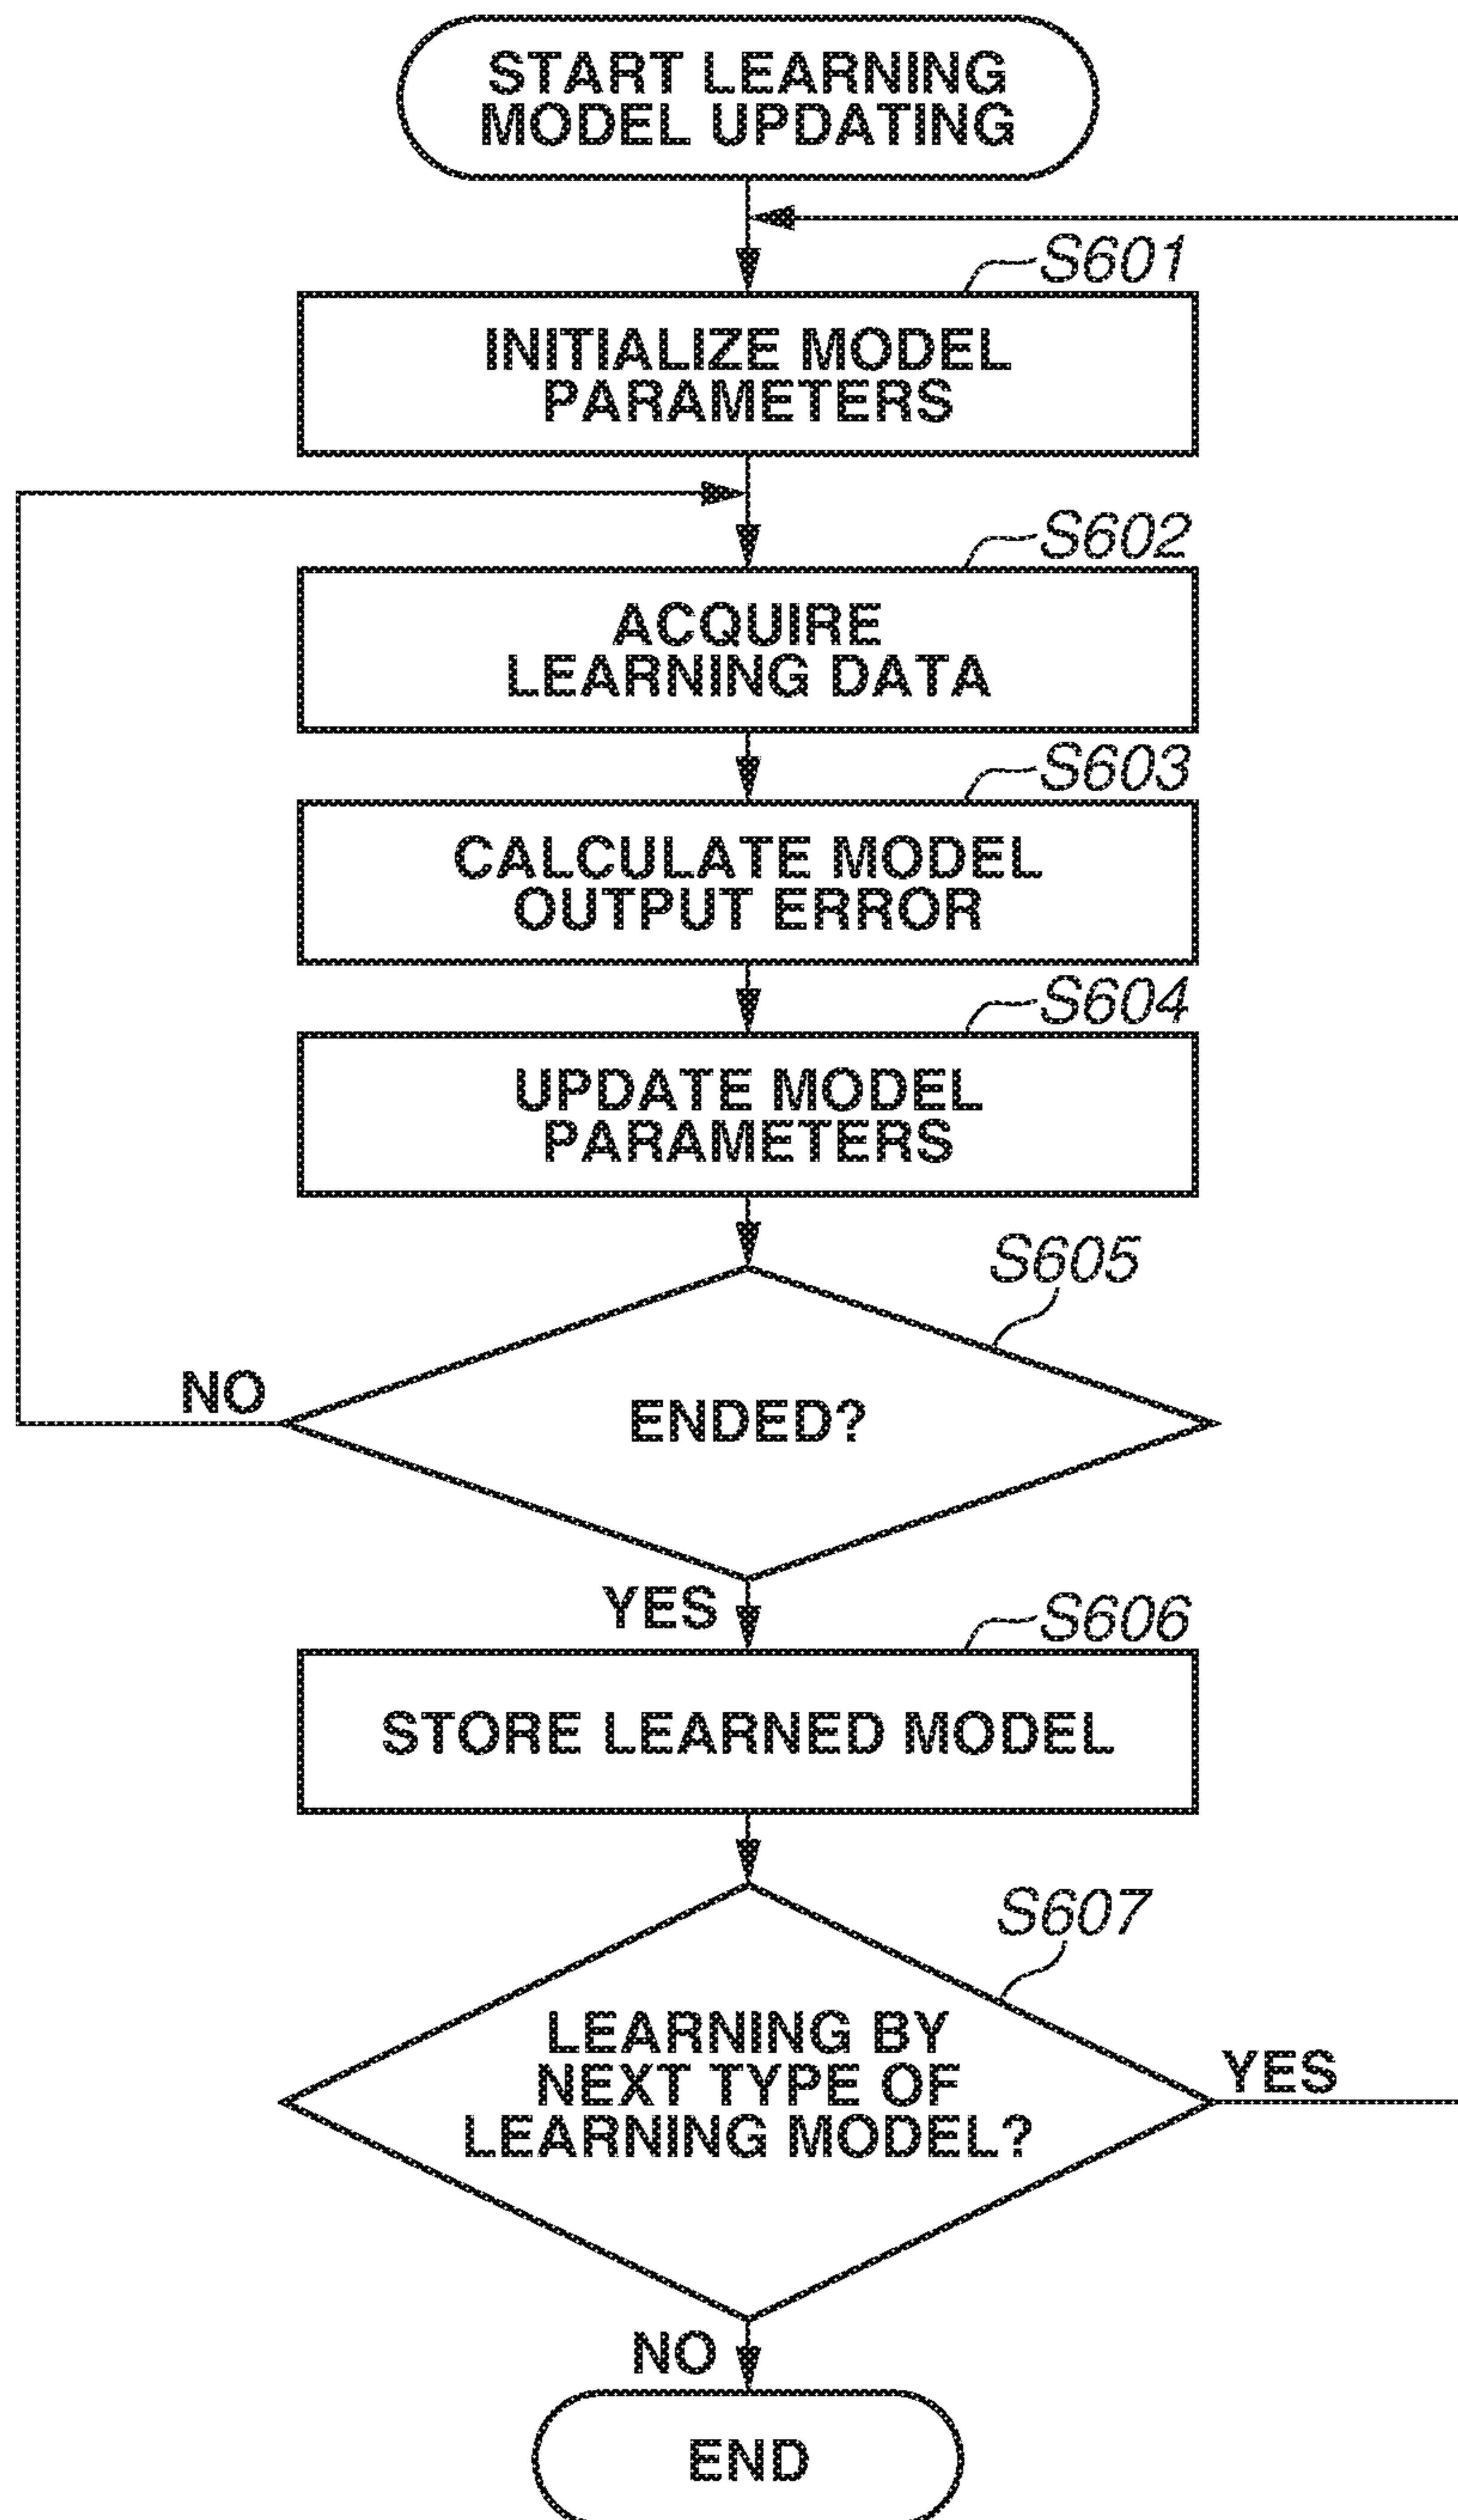 START LEARNING
MODEL UPDATING
S601
INITIALIZE MODEL
PARAMETERS
S602
ACQUIRE
LEARNING DATA
S603
CALCULATE MODEL
OUTPUT ERROR
S604
UPDATE MODEL
PARAMETERS
S605
NO
ENDED?
YES
S606
STORE LEARNED MODEL
S607
LEARNING BY
NEXT TYPE OF
LEARNING MODEL?
YES
NO
END